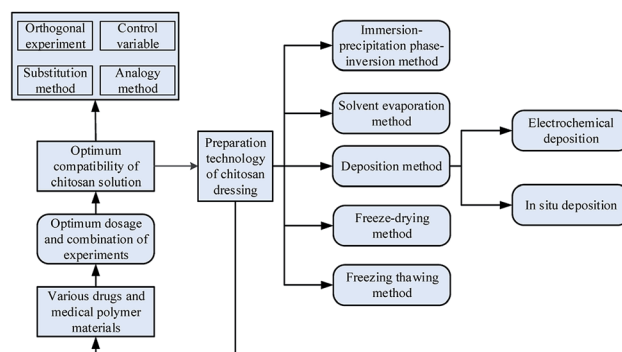 Orthogonal
experiment
Control
variable
Substitution
method
Analogy
method
Optimum
compatibility of
chitosan solution
Optimum dosage
and combination of
experiments
Various drugs and
medical polymer
materials
Preparation
technology
of chitosan
dressing
Immersion-
precipitation phase-
inversion method
Solvent evaporation
method
Deposition method
Freeze-drying
method
Freezing thawing
method
Electrochemical
deposition
In situ deposition